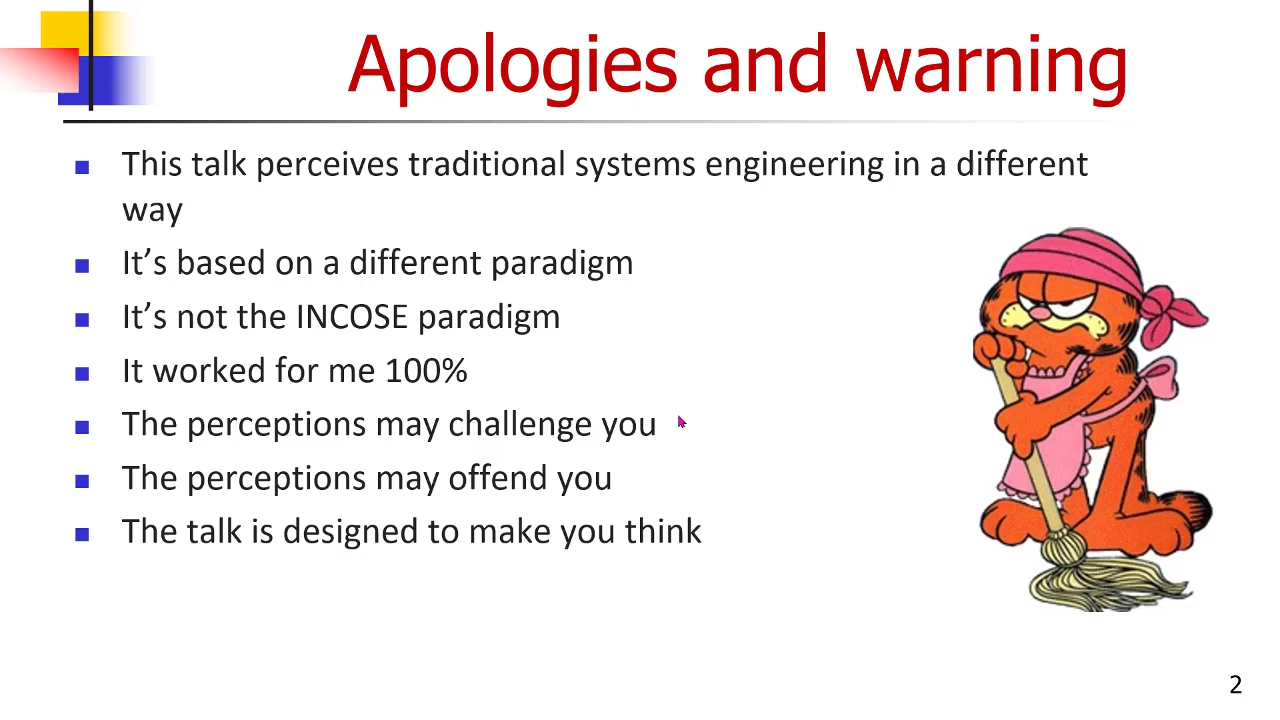 Apologies and warning
This talk perceives traditional systems engineering in a different
way
It’s based on a different paradigm
It’s not the INCOSE paradigm
It worked for me 100%
The perceptions may challenge you
The perceptions may offend you
The talk is designed to make you think
2